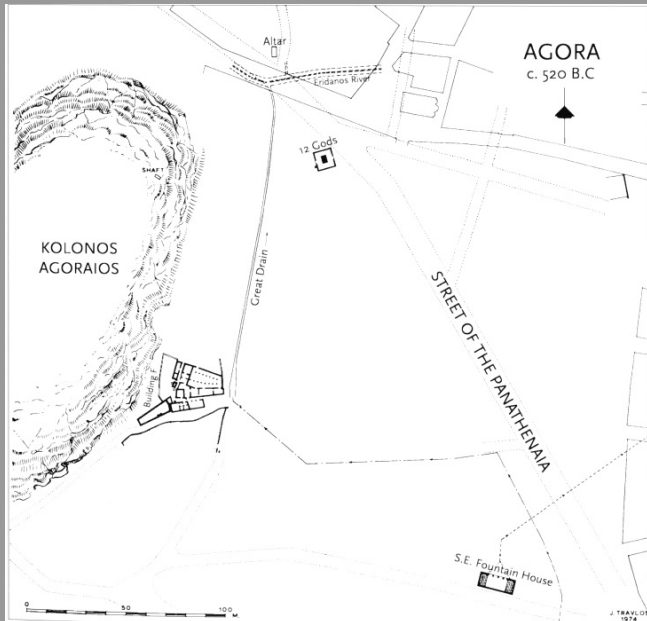 AGORA
c. 520 B.C
Altar
Eridanos River
12 Gods
SHAFT
KOLONOS
AGORAIOS
Great Drain
STREET OF THE PANATHENAIA
Building F
S.E. Fountain House
0 50 100 M.
J. TRAVLOS
1974